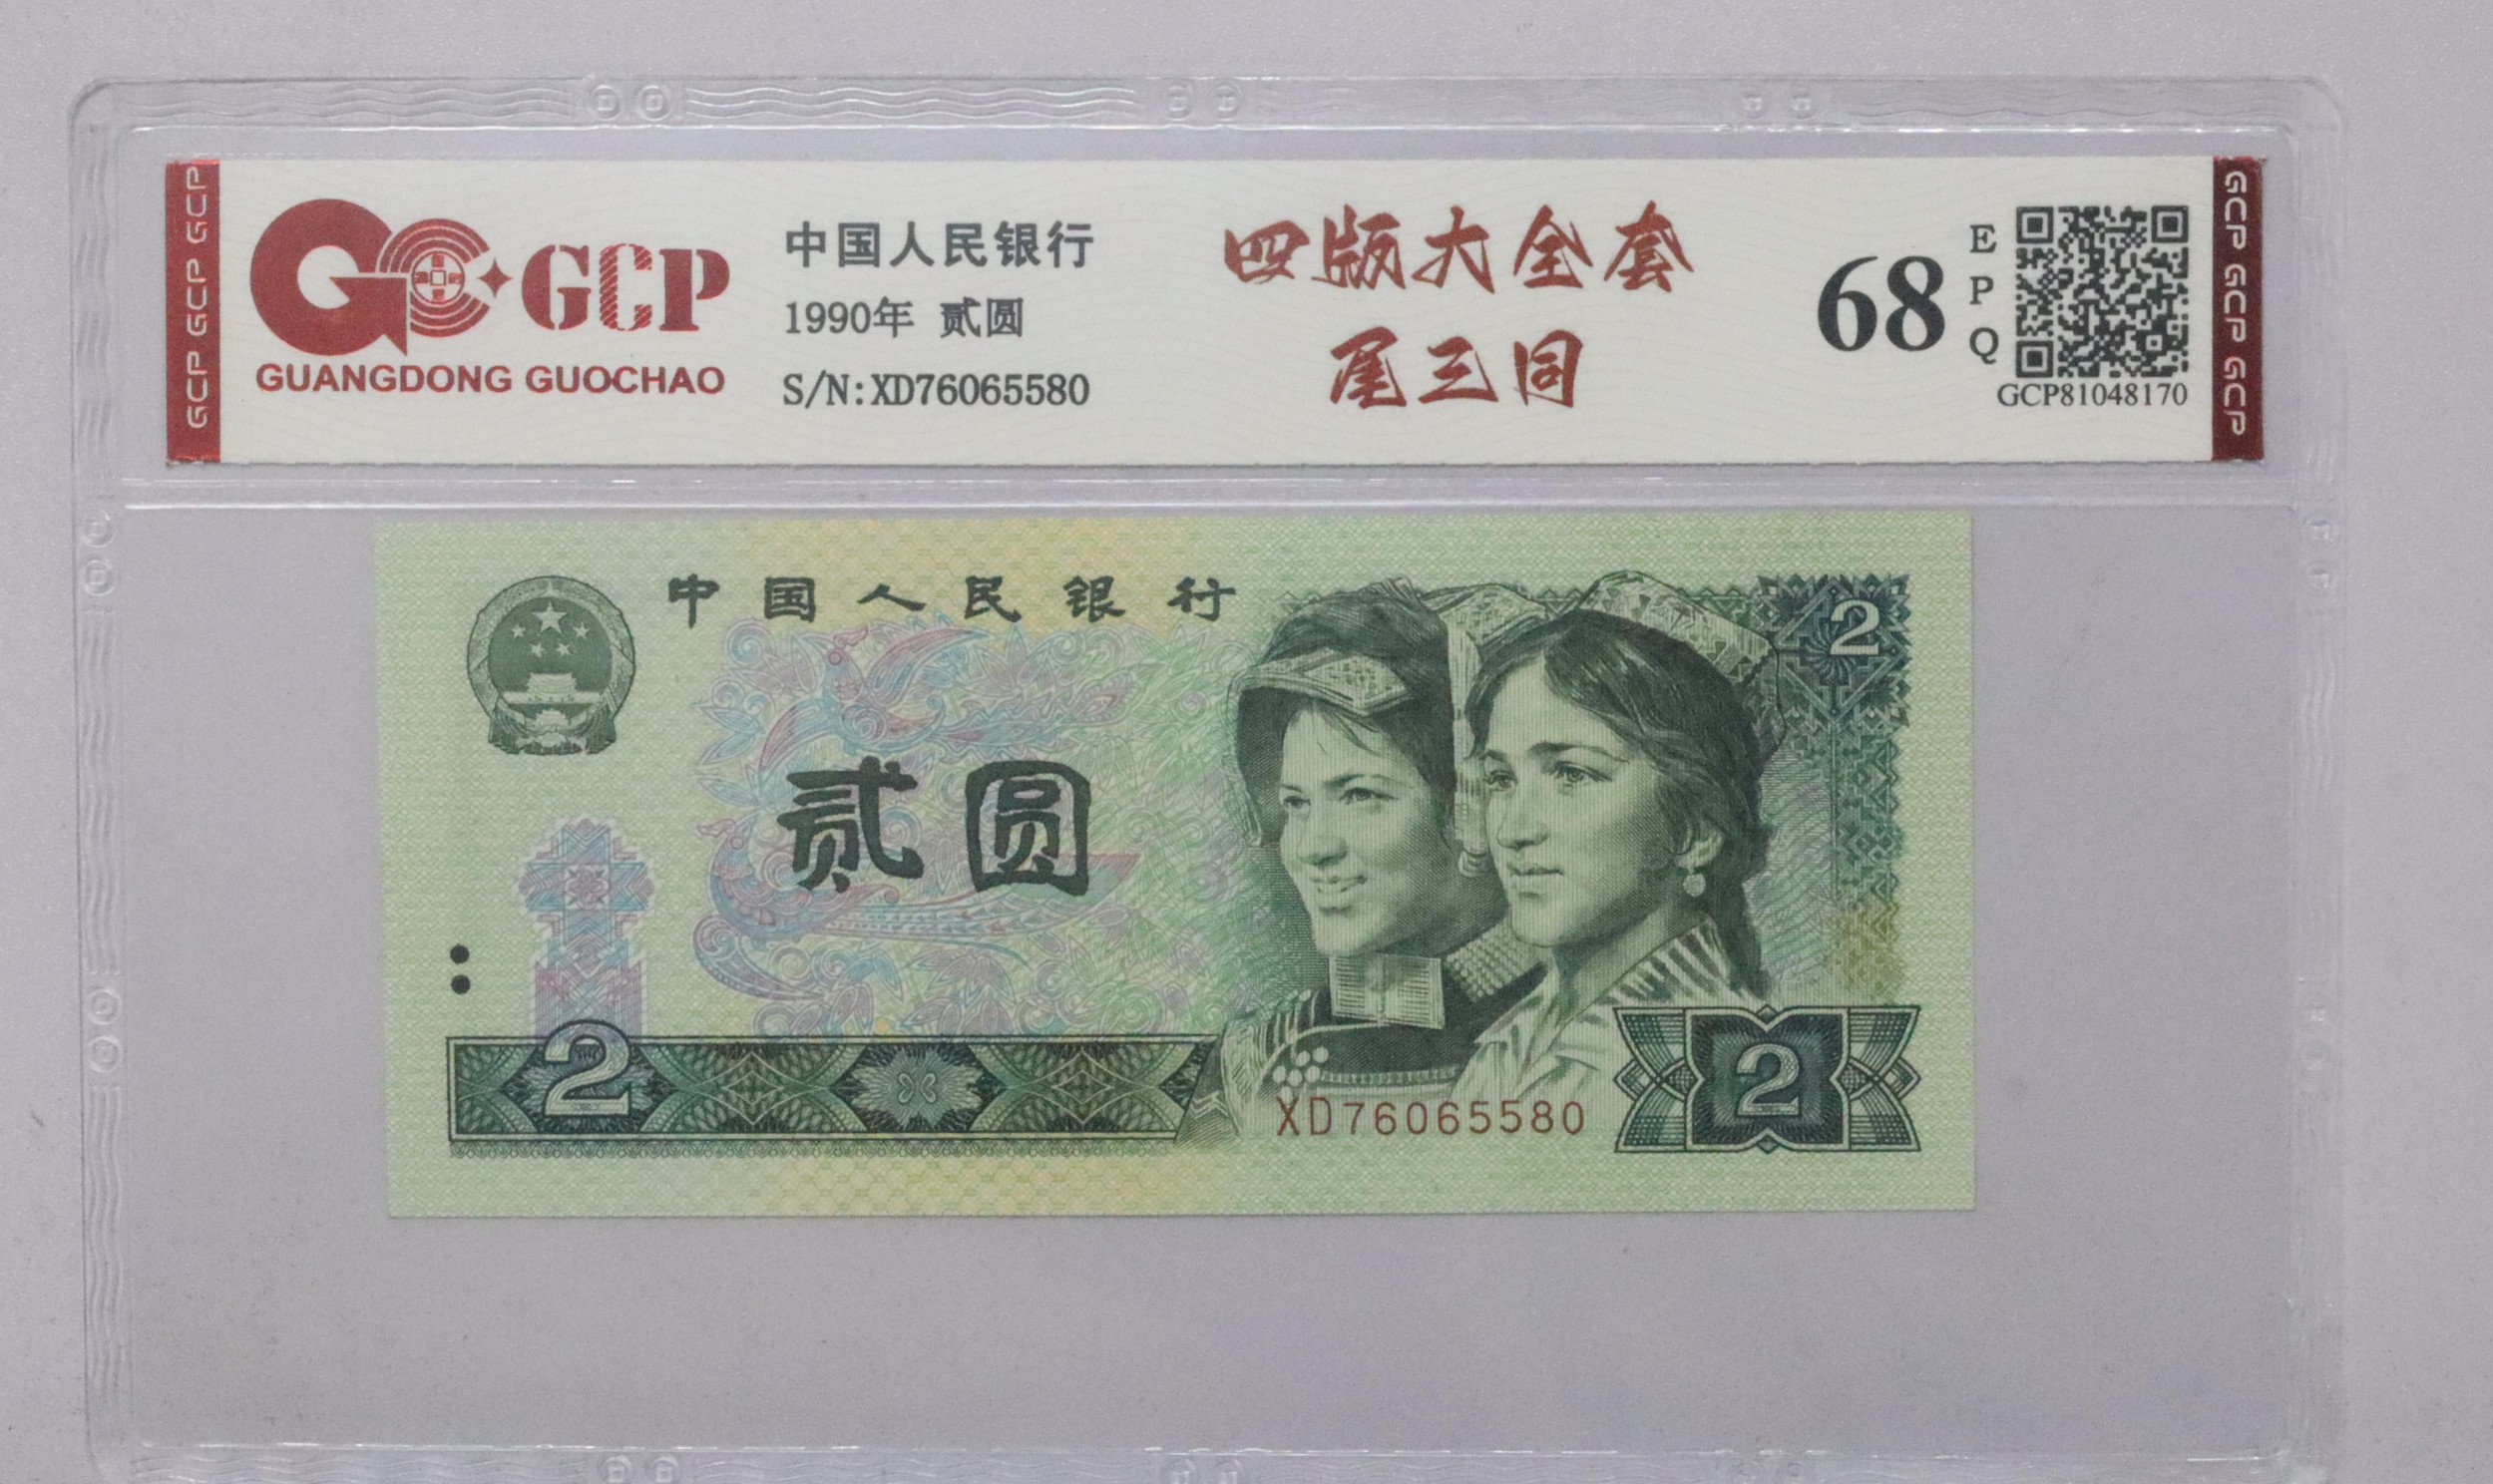 GCP GCP GCP
GCP
GUANGDONG GUOCHAO
中国人民银行
1990年 贰圆
S/N:XD76065580
四版大全套
尾三同
68
EPQ
GCP81048170
GCP GCP GCP
中国人民银行
2
贰圆
2
XD76065580
2